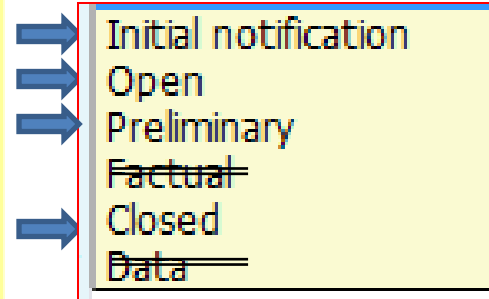 Initial notification
Open
Preliminary
Factual
Closed
Data